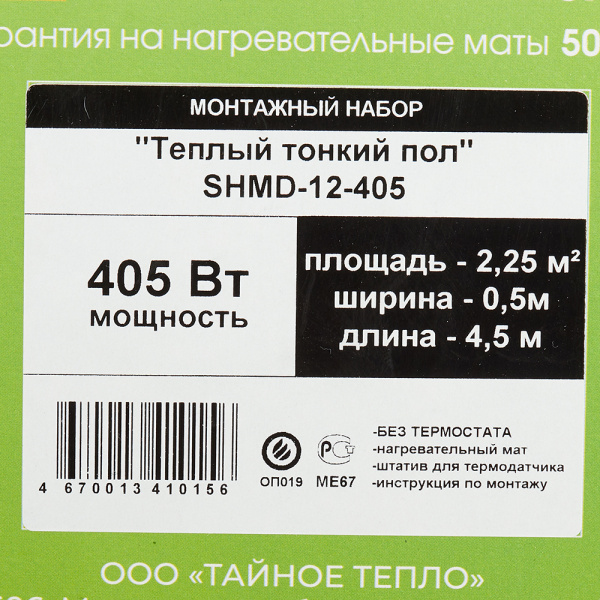 рантия на нагревательные маты 50
МОНТАЖНЫЙ НАБОР
"Теплый тонкий пол"
SHMD-12-405
405 Вт
мощность
площадь - 2,25 м²
ширина - 0,5м
длина - 4,5 м
4 670013 410156
ОП019
РСТ
МЕ67
-БЕЗ ТЕРМОСТАТА
-нагревательный мат
-штатив для термодатчика
-инструкция по монтажу
ООО «ТАЙНОЕ ТЕПЛО»